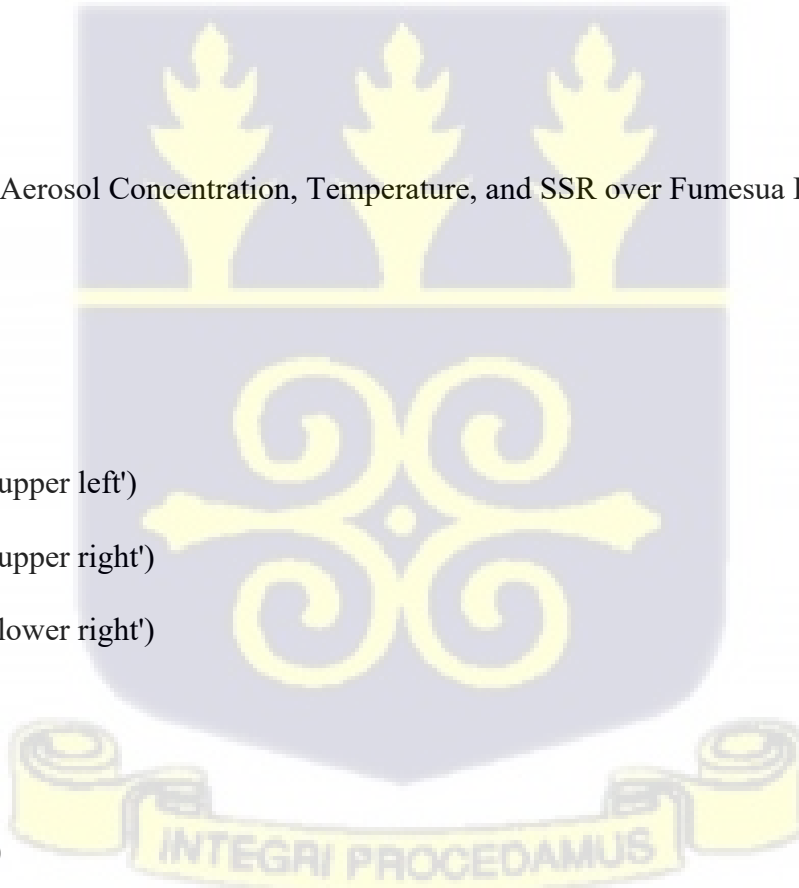 Aerosol Concentration, Temperature, and SSR over Fumesua
upper left')
upper right')
lower right')
)
INTEGRI PROCEDAMUS